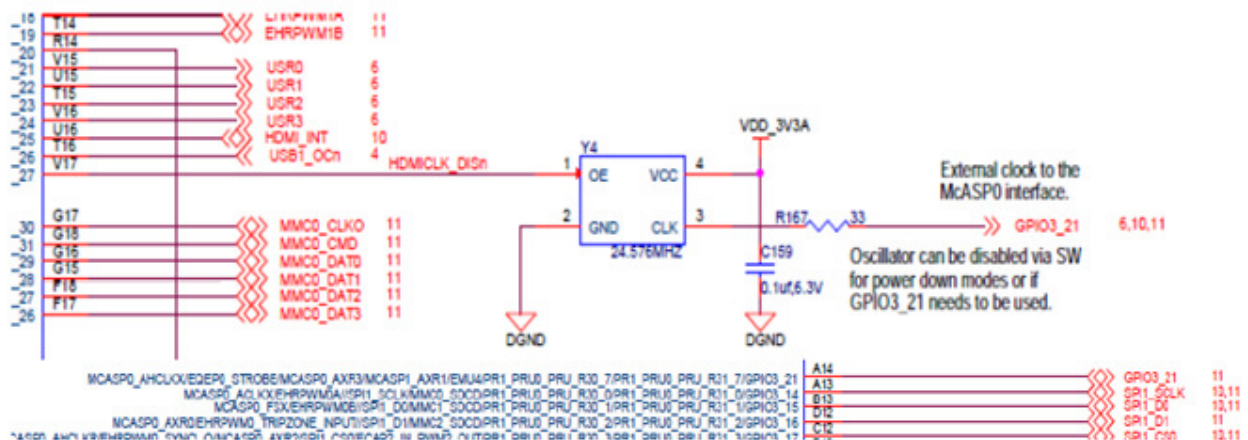 _18
EHRPWM1A 11
_19 T14 EHRPWM1B 11
_20 R14
_21 V15 USR0 6
_22 U15 USR1 6
_23 T15 USR2 6
_24 V16 USR3 6
_25 U16 HDMI_INT 10
_26 T16 USB1_OCn 4
_27 V17 HDMICLK_DISn
Y4
1 OE VCC 4
2 GND CLK 3
24.576MHZ
VDD_3V3A
R167 33
C159
0.1uf,6.3V
DGND
DGND
External clock to the
McASP0 interface.
GPIO3_21 6,10,11
Oscillator can be disabled via SW
for power down modes or if
GPIO3_21 needs to be used.
_30 G17 MMC0_CLKO 11
_31 G18 MMC0_CMD 11
_29 G16 MMC0_DAT0 11
_28 G15 MMC0_DAT1 11
_27 F18 MMC0_DAT2 11
_26 F17 MMC0_DAT3 11
MCASP0_AHCLKX/EQEP0_STROBE/MCASP0_AXR3/MCASP1_AXR1/EMU4/PR1_PRU0_PRU_R30_7/PR1_PRU0_PRU_R31_7/GPIO3_21 A14 GPIO3_21 11
MCASP0_ACLKX/EHRPWM0A//SPI1_SCLK/MMC0_SDCD/PR1_PRU0_PRU_R30_0/PR1_PRU0_PRU_R31_0/GPIO3_14 A13 SPI1_SCLK 10,11
MCASP0_FSX/EHRPWM0B//SPI1_D0/MMC1_SDCD/PR1_PRU0_PRU_R30_1/PR1_PRU0_PRU_R31_1/GPIO3_15 B13 SPI1_D0 10,11
MCASP0_AXR0/EHRPWM0_TRIPZONE_INPUT//SPI1_D1/MMC2_SDCD/PR1_PRU0_PRU_R30_2/PR1_PRU0_PRU_R31_2/GPIO3_16 D12 SPI1_D1 11
C12 SPI1_CS0 10,11